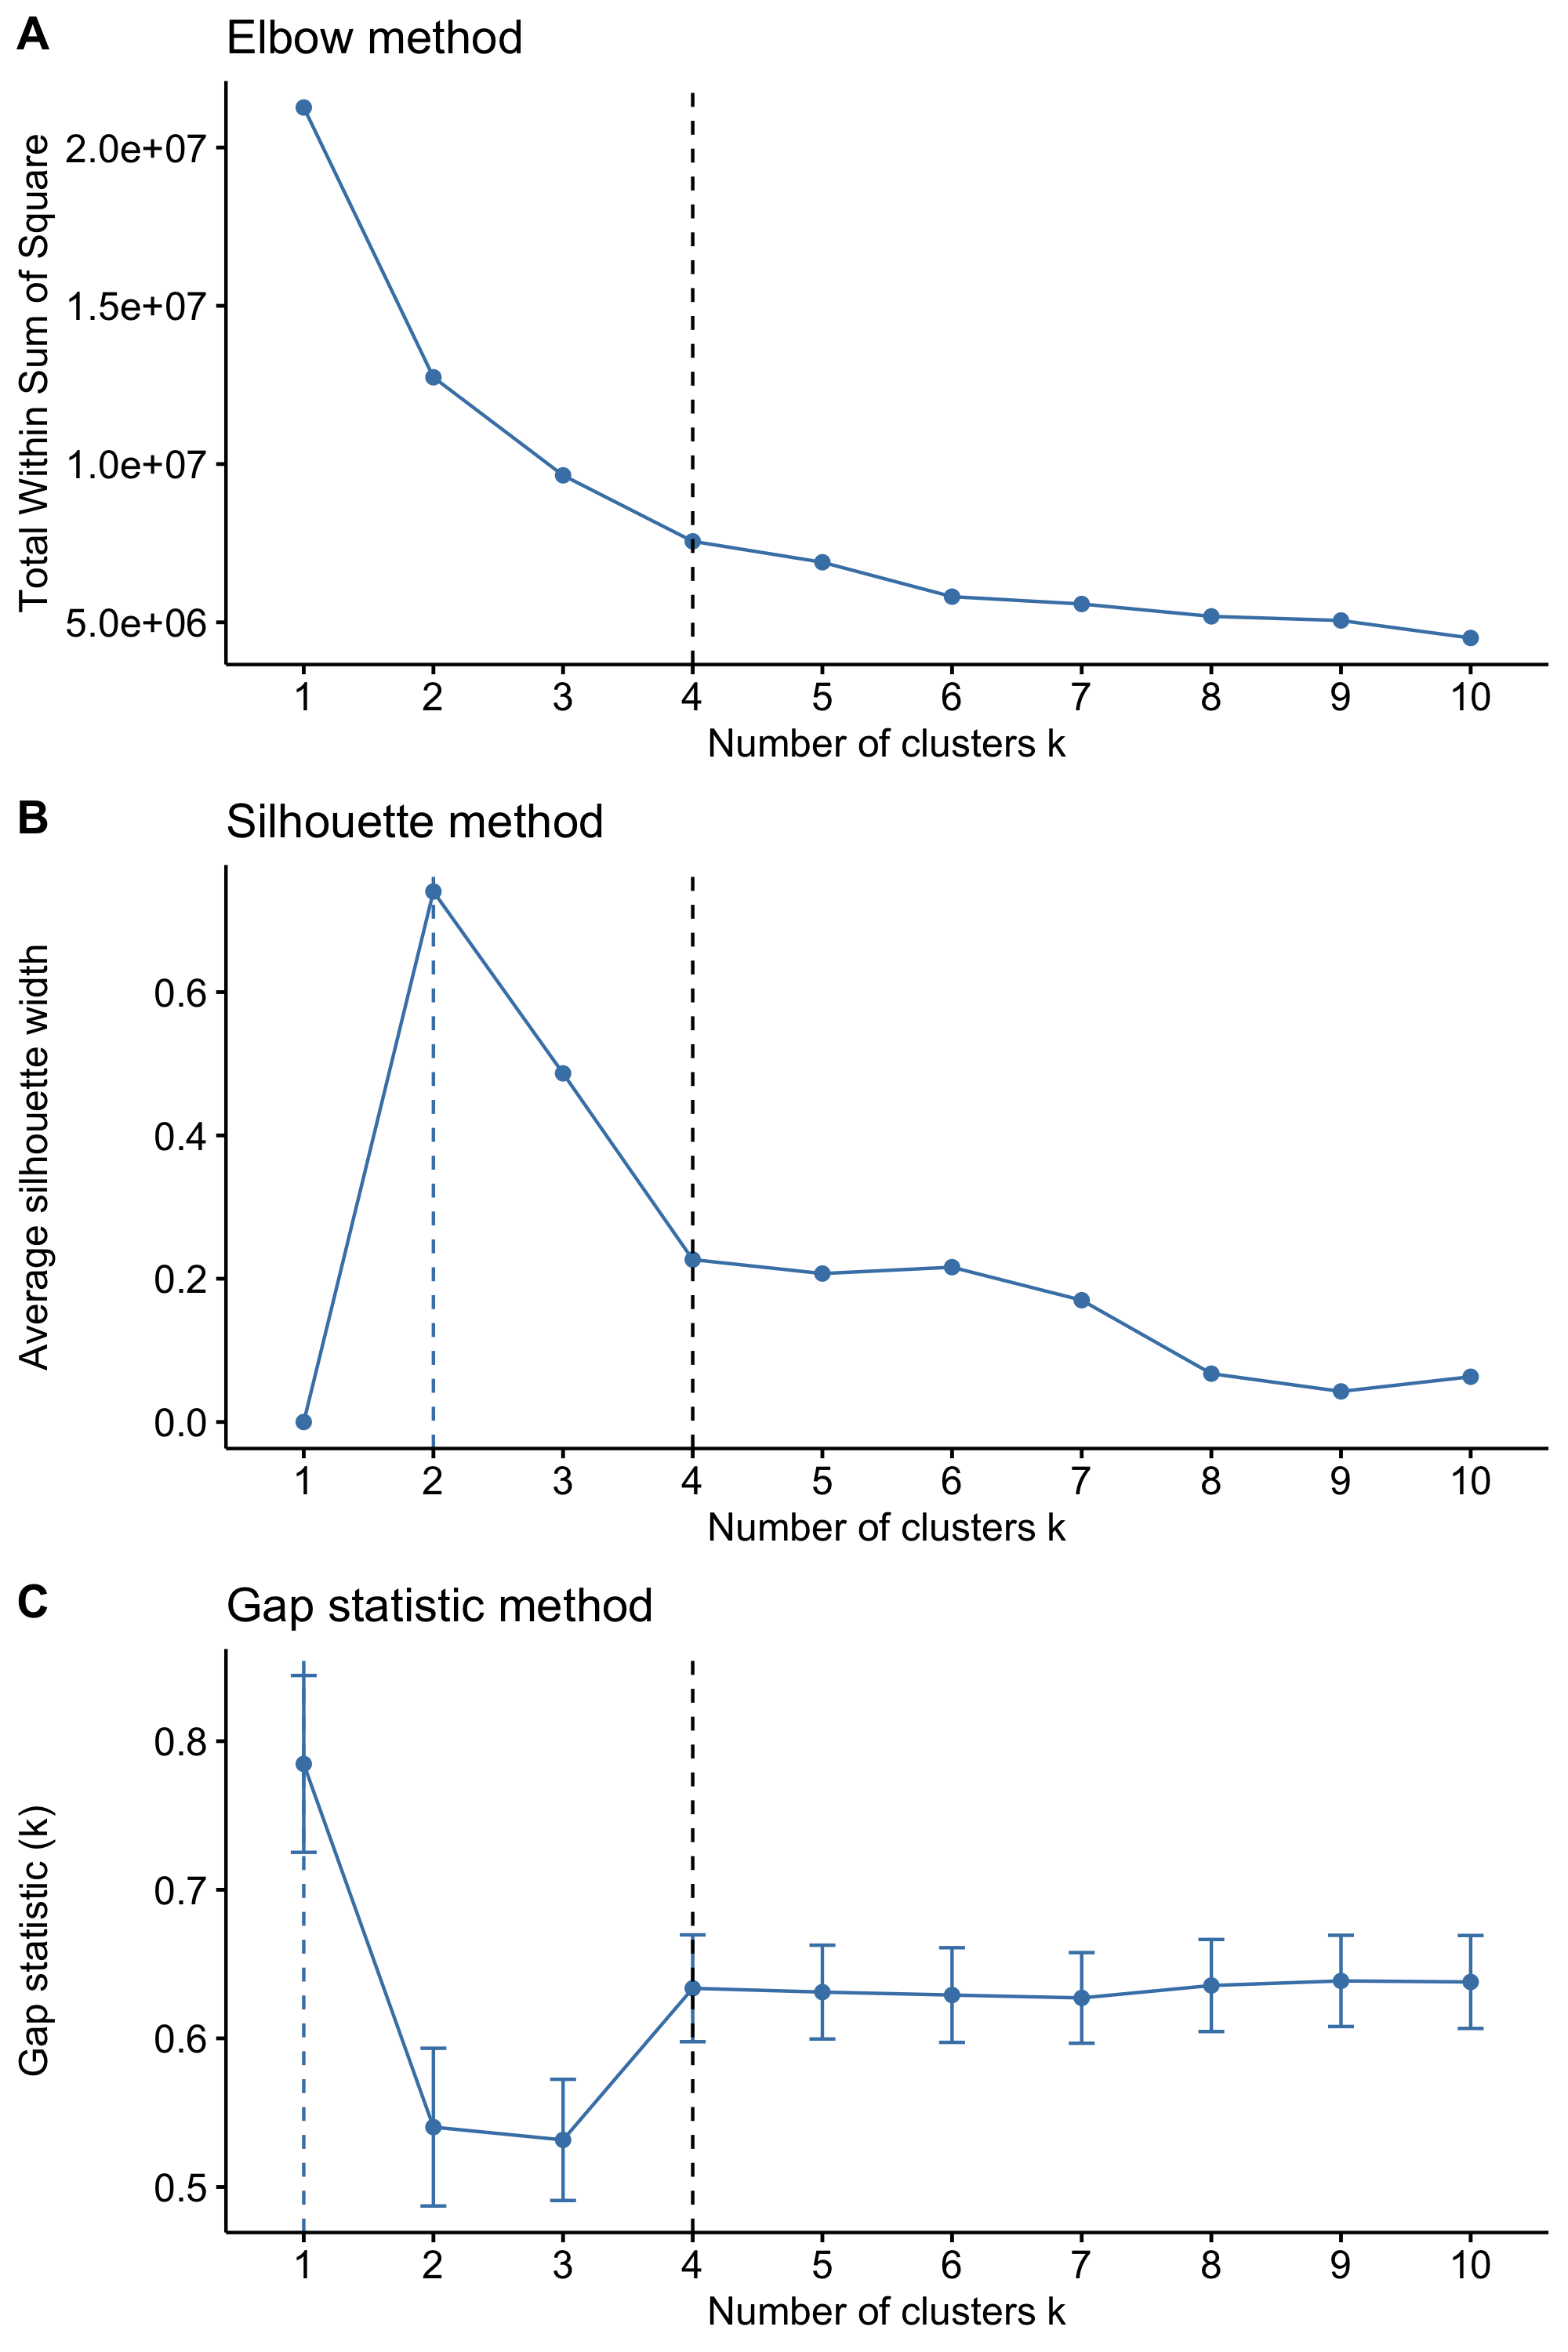 A
Elbow method
Total Within Sum of Square
2.0e+07
1.5e+07
1.0e+07
5.0e+06
1 2 3 4 5 6 7 8 9 10
Number of clusters k
B
Silhouette method
Average silhouette width
0.6
0.4
0.2
0.0
1 2 3 4 5 6 7 8 9 10
Number of clusters k
C
Gap statistic method
Gap statistic (k)
0.8
0.7
0.6
0.5
1 2 3 4 5 6 7 8 9 10
Number of clusters k